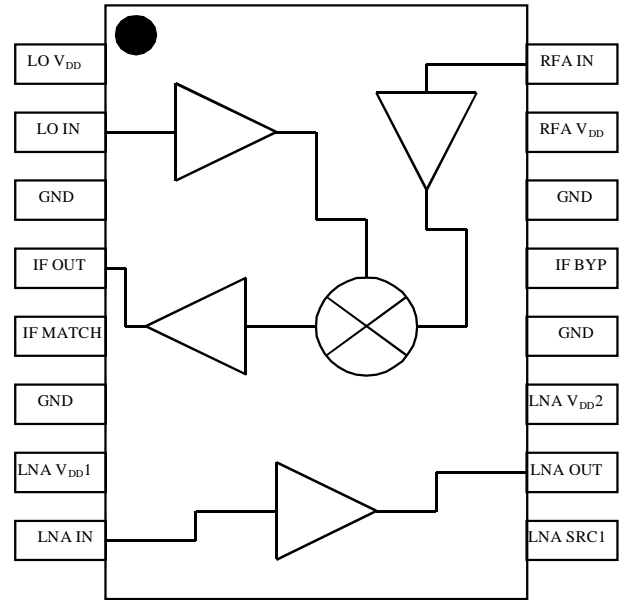 LO VDD
LO IN
GND
IF OUT
IF MATCH
GND
LNA VDD1
LNA IN
RFA IN
RFA VDD
GND
IF BYP
GND
LNA VDD2
LNA OUT
LNA SRC1